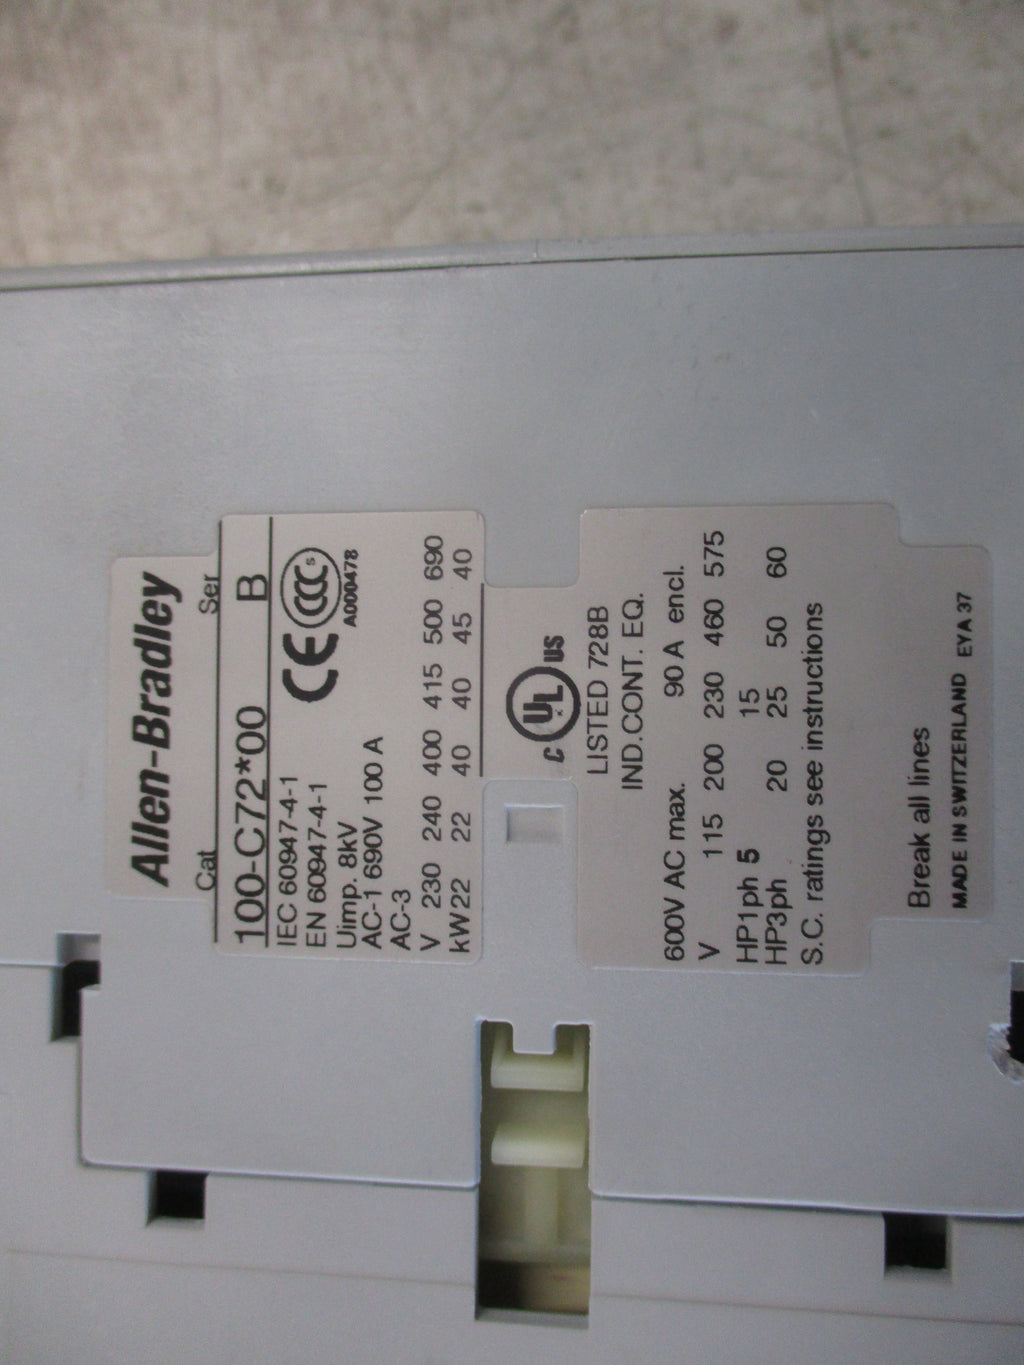 Allen-Bradley
Cat Ser
100-C72*00 B
IEC 60947-4-1
EN 60947-4-1
CE CCC S
A000478
Uimp. 8kV
AC-1 690V 100 A
AC-3
V 230 240 400 415 500 690
kW22 22 40 40 45 40
C UL US
LISTED 728B
IND.CONT. EQ.
600V AC max. 90 A encl.
V 115 200 230 460 575
HP1ph 5 15
HP3ph 20 25 50 60
S.C. ratings see instructions
Break all lines
MADE IN SWITZERLAND EYA 37